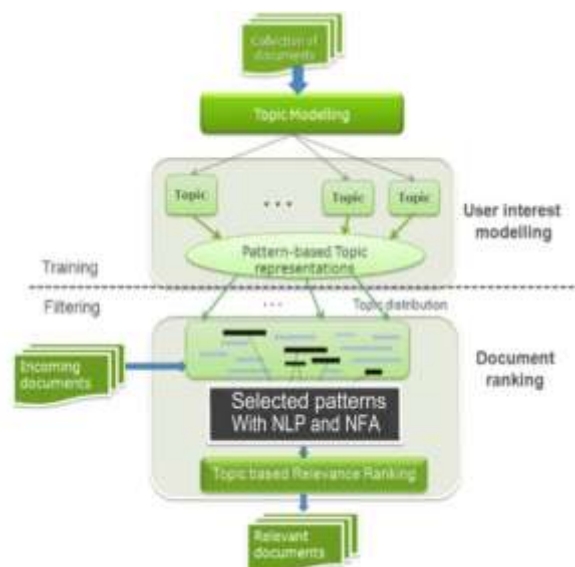 Collection of
documents
Topic Modelling
Topic
...
Topic
Topic
User interest
modelling
Pattern-based Topic
representations
Training
Filtering
...
Topic distribution
Incoming
documents
Document
ranking
Selected patterns
With NLP and NFA
Topic based Relevance Ranking
Relevant
documents